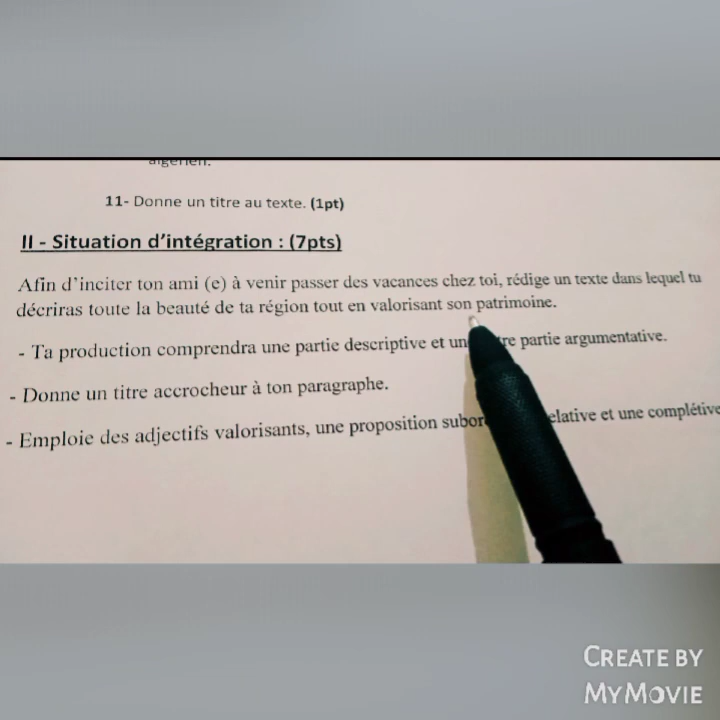 algérien.
11- Donne un titre au texte. (1pt)
II - Situation d'intégration : (7pts)
Afin d'inciter ton ami (e) à venir passer des vacances chez toi, rédige un texte dans lequel tu
décriras toute la beauté de ta région tout en valorisant son patrimoine.
- Ta production comprendra une partie descriptive et partie argumentative.
- Donne un titre accrocheur à ton paragraphe.
- Emploie des adjectifs valorisants, une proposition et une complétive
CREATE BY
MYMOVIE